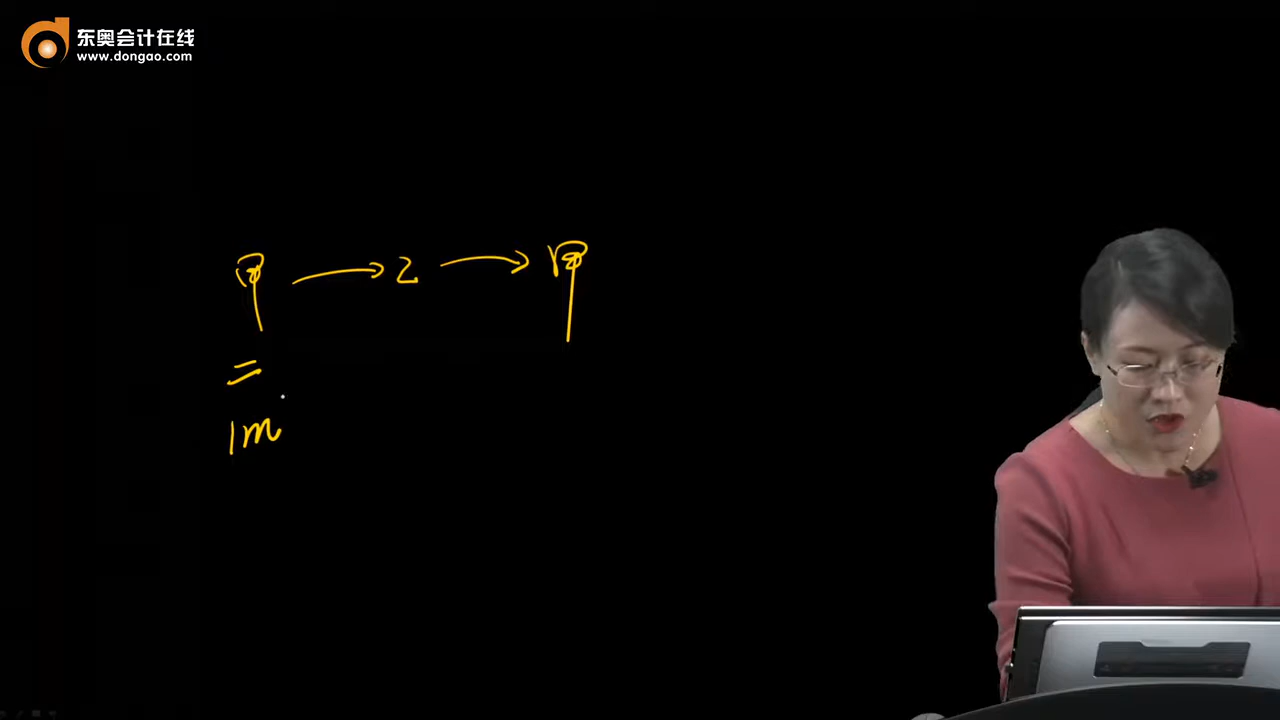 东奥会计在线
www.dongao.com
甲 → 乙 → 甲
=
1m